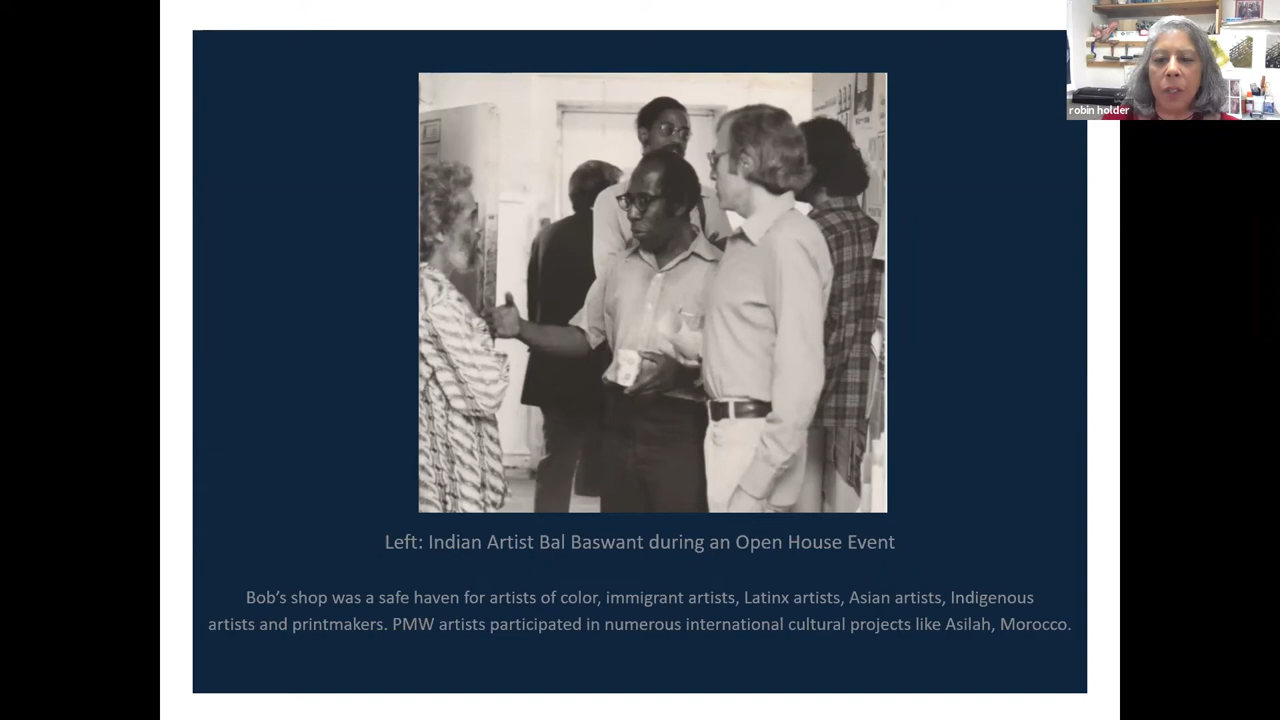 robin holder
Left: Indian Artist Bal Baswant during an Open House Event
Bob's shop was a safe haven for artists of color, immigrant artists, Latinx artists, Asian artists, Indigenous
artists and printmakers. PMW artists participated in numerous international cultural projects like Asilah, Morocco.